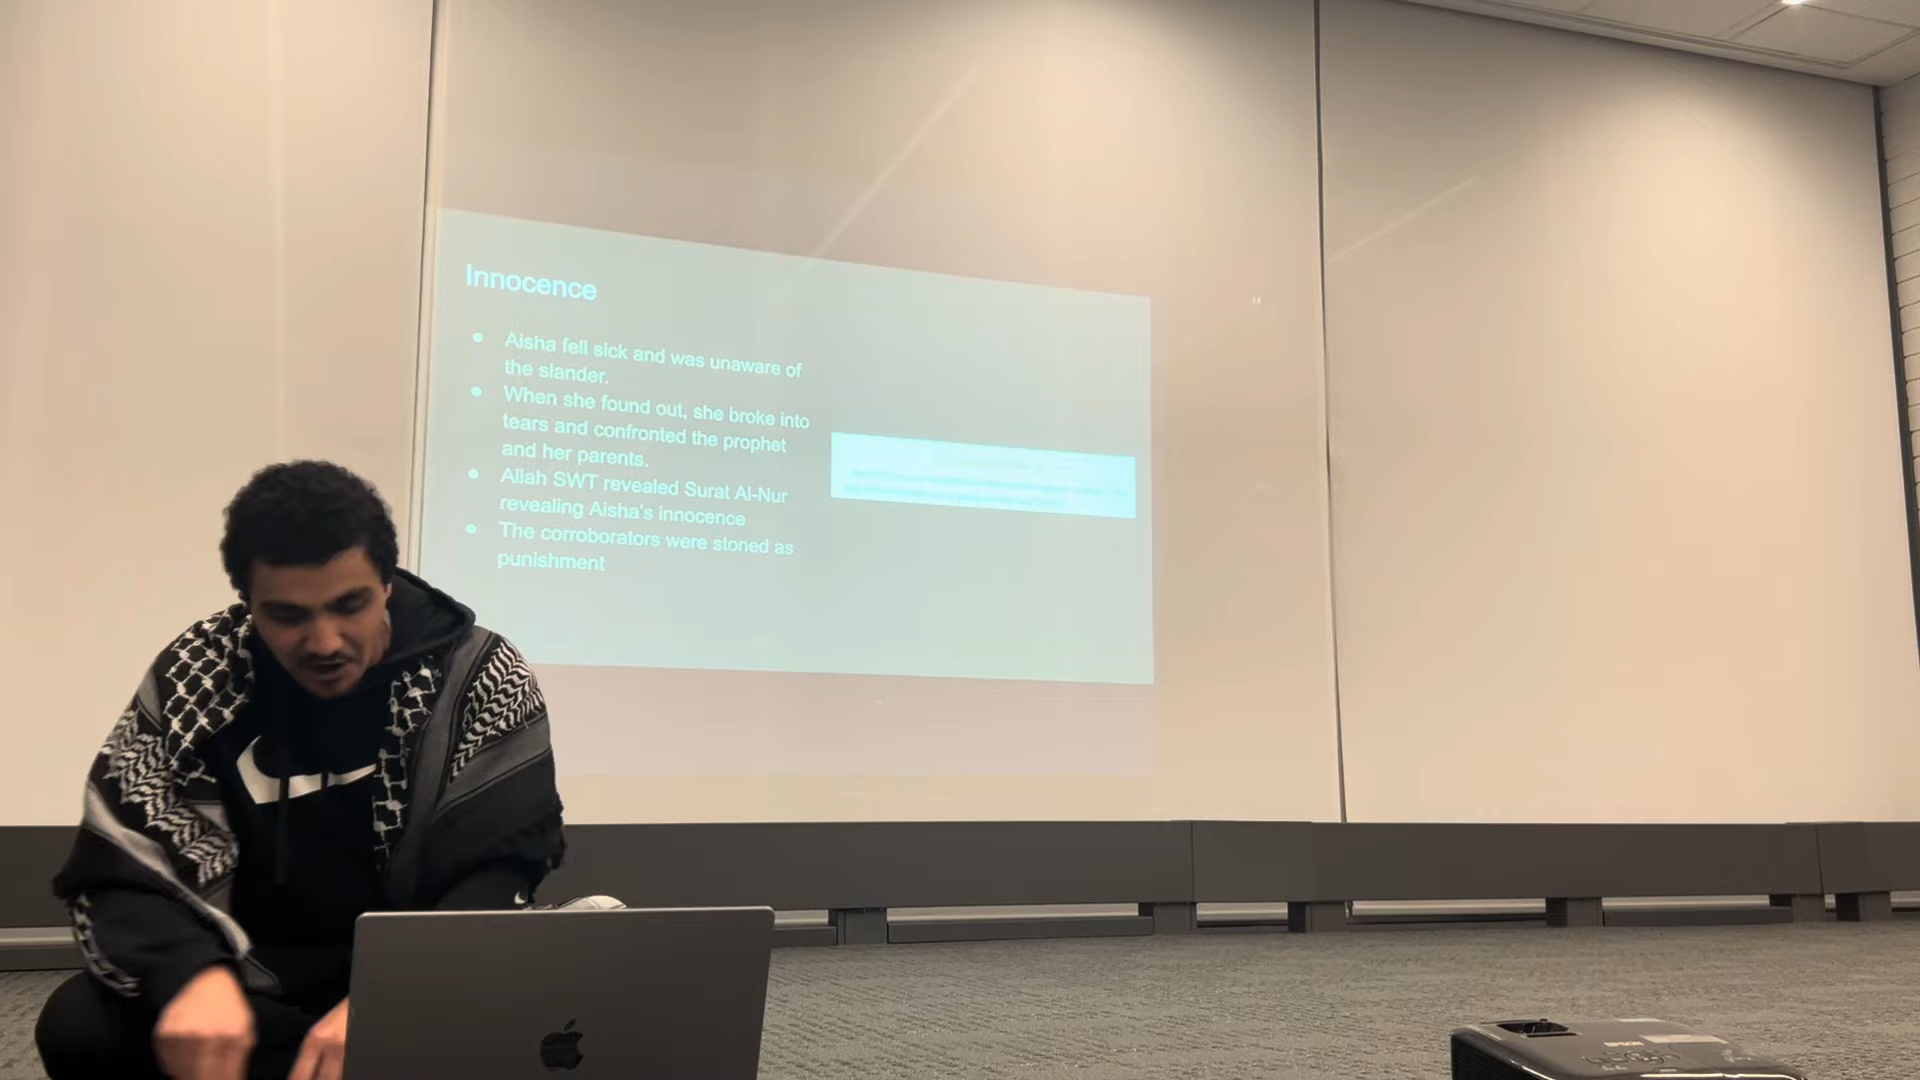 Innocence
Aisha fell sick and was unaware of
the slander.
When she found out, she broke into
tears and confronted the prophet
and her parents.
Allah SWT revealed Surat Al-Nur
revealing Aisha's innocence
The corroborators were stoned as
punishment
EPSON